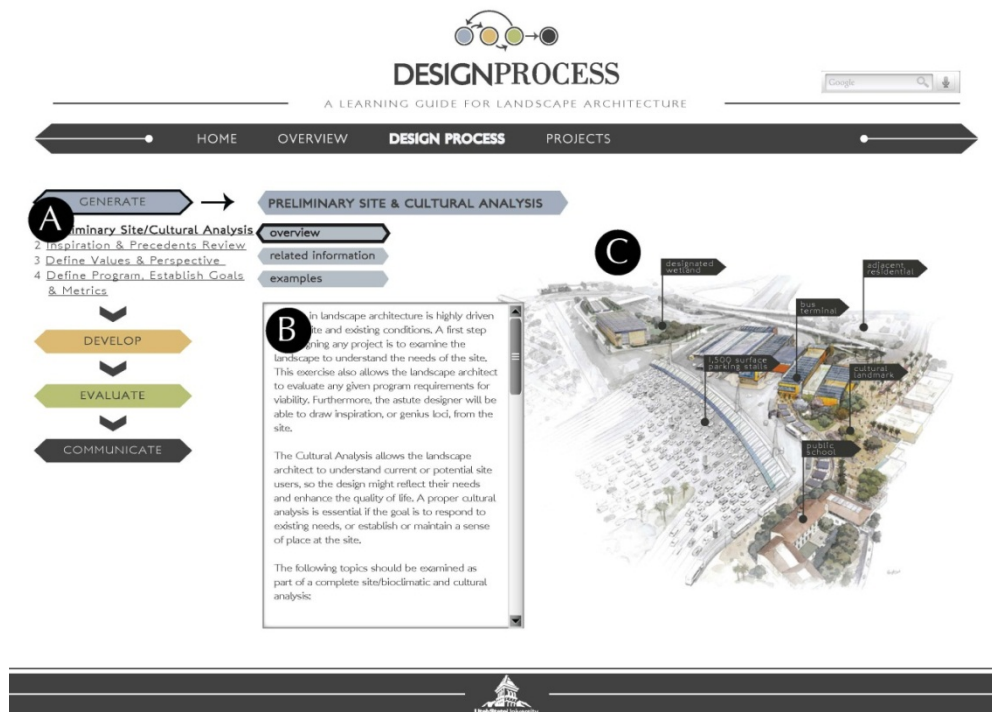 DESIGNPROCESS
Google
A LEARNING GUIDE FOR LANDSCAPE ARCHITECTURE
HOME OVERVIEW DESIGN PROCESS PROJECTS
GENERATE
PRELIMINARY SITE & CULTURAL ANALYSIS
A
liminary Site/Cultural Analysis
2 Inspiration & Precedents Review
3 Define Values & Perspective
4 Define Program, Establish Goals
& Metrics
DEVELOP
EVALUATE
COMMUNICATE
overview
related information
examples
B
in landscape architecture is highly driven
ite and existing conditions. A first step
gning any project is to examine the
landscape to understand the needs of the site.
This exercise also allows the landscape architect
to evaluate any given program requirements for
viability. Furthermore, the astute designer will be
able to draw inspiration, or genius loci, from the
site.
The Cultural Analysis allows the landscape
architect to understand current or potential site
users, so the design might reflect their needs
and enhance the quality of life. A proper cultural
analysis is essential if the goal is to respond to
existing needs, or establish or maintain a sense
of place at the site.
The following topics should be examined as
part of a complete site/bioclimatic and cultural
analysis:
C
designated
wetland
adjacent
residential
bus
terminal
1,500 surface
parking stalls
cultural
landmark
public
school
UtahStateUniversity